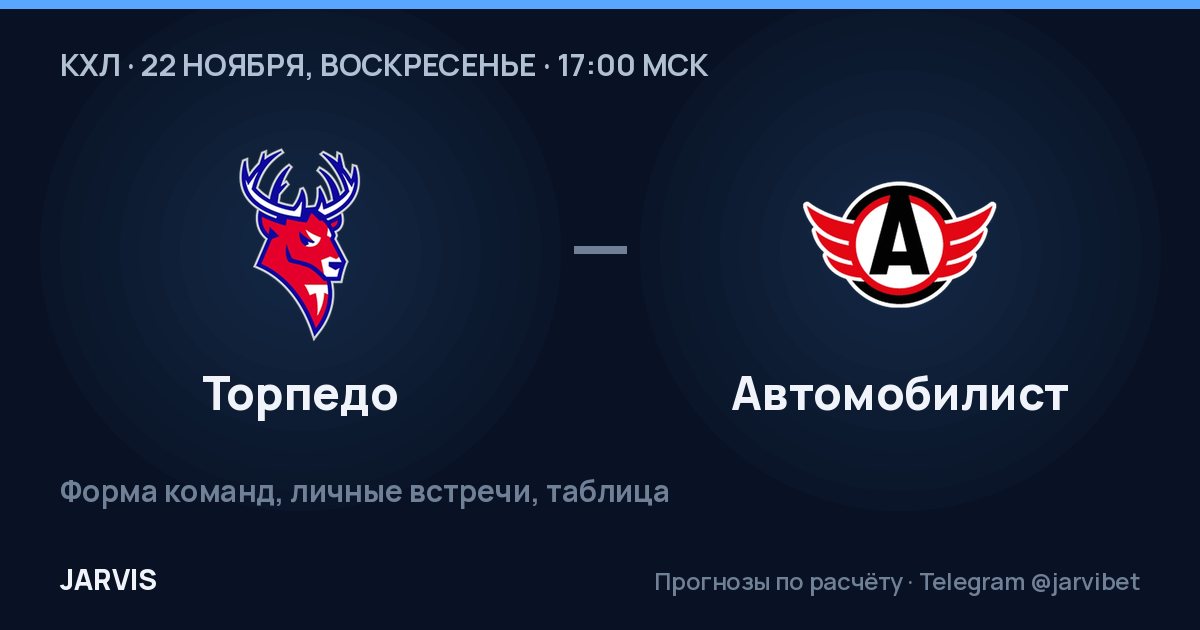 КХЛ · 22 НОЯБРЯ, ВОСКРЕСЕНЬЕ · 17:00 МСК
А
Торпедо
Автомобилист
Форма команд, личные встречи, таблица
JARVIS
Прогнозы по расчёту · Telegram @jarvibet